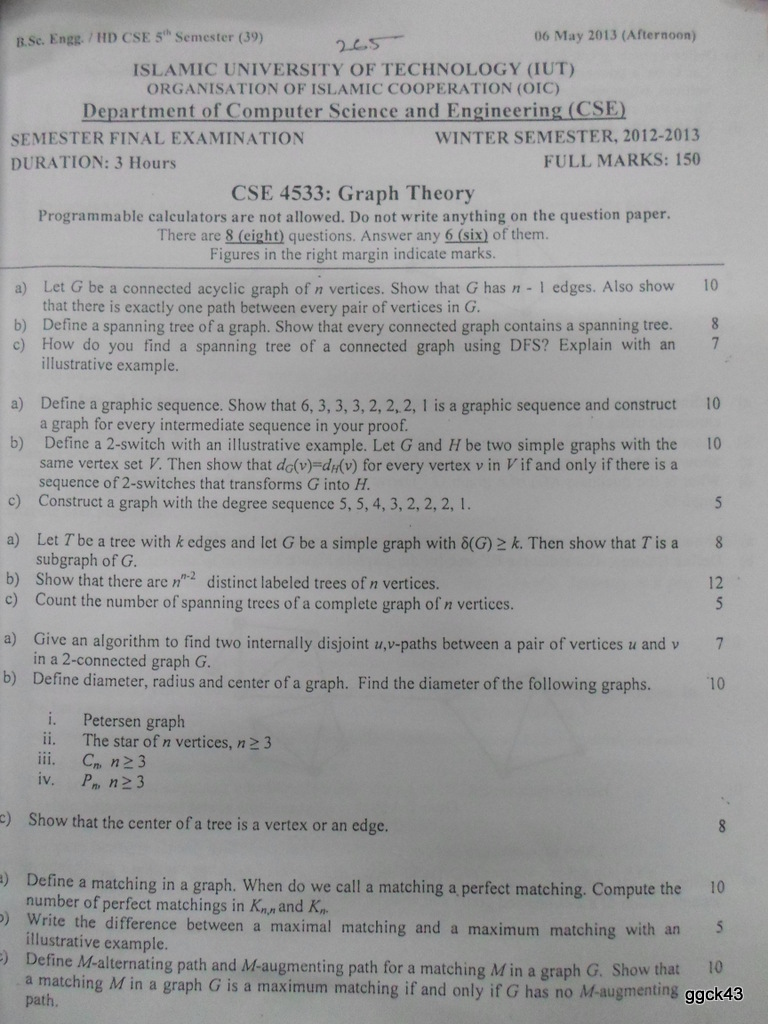 B.Sc. Engg. / HD CSE 5th Semester (39) 265 06 May 2013 (Afternoon)
ISLAMIC UNIVERSITY OF TECHNOLOGY (IUT)
ORGANISATION OF ISLAMIC COOPERATION (OIC)
Department of Computer Science and Engineering (CSE)
SEMESTER FINAL EXAMINATION WINTER SEMESTER, 2012-2013
DURATION: 3 Hours FULL MARKS: 150
CSE 4533: Graph Theory
Programmable calculators are not allowed. Do not write anything on the question paper.
There are 8 (eight) questions. Answer any 6 (six) of them.
Figures in the right margin indicate marks.
a) Let G be a connected acyclic graph of n vertices. Show that G has n - 1 edges. Also show 10
that there is exactly one path between every pair of vertices in G.
b) Define a spanning tree of a graph. Show that every connected graph contains a spanning tree. 8
c) How do you find a spanning tree of a connected graph using DFS? Explain with an 7
illustrative example.
a) Define a graphic sequence. Show that 6, 3, 3, 3, 2, 2, 2, 1 is a graphic sequence and construct 10
a graph for every intermediate sequence in your proof.
b) Define a 2-switch with an illustrative example. Let G and H be two simple graphs with the 10
same vertex set V. Then show that dG(v)=dH(v) for every vertex v in V if and only if there is a
sequence of 2-switches that transforms G into H.
c) Construct a graph with the degree sequence 5, 5, 4, 3, 2, 2, 2, 1. 5
a) Let T be a tree with k edges and let G be a simple graph with δ(G) ≥ k. Then show that T is a 8
subgraph of G.
b) Show that there are n^{n-2} distinct labeled trees of n vertices. 12
c) Count the number of spanning trees of a complete graph of n vertices. 5
a) Give an algorithm to find two internally disjoint u,v-paths between a pair of vertices u and v 7
in a 2-connected graph G.
b) Define diameter, radius and center of a graph. Find the diameter of the following graphs. 10
i. Petersen graph
ii. The star of n vertices, n ≥ 3
iii. Cn, n ≥ 3
iv. Pn, n ≥ 3
c) Show that the center of a tree is a vertex or an edge. 8
) Define a matching in a graph. When do we call a matching a perfect matching. Compute the 10
number of perfect matchings in Kn,n and Kn.
) Write the difference between a maximal matching and a maximum matching with an 5
illustrative example.
) Define M-alternating path and M-augmenting path for a matching M in a graph G. Show that 10
a matching M in a graph G is a maximum matching if and only if G has no M-augmenting
path.
ggck43